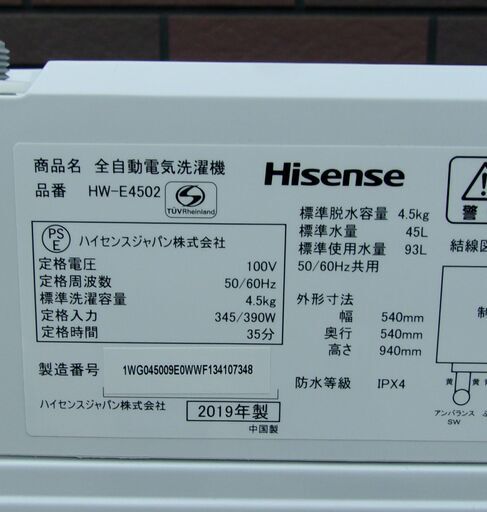 商品名 全自動電気洗濯機
品番 HW-E4502
TÜVRheinland
Hisense
PS
E
ハイセンスジャパン株式会社
定格電圧 100V
定格周波数 50/60Hz
標準洗濯容量 4.5kg
定格入力 345/390W
定格時間 35分
製造番号 1WG045009E0WWF134107348
ハイセンスジャパン株式会社 2019年製
中国製
標準脱水容量 4.5kg
標準水量 45L
標準使用水量 93L
50/60Hz共用
外形寸法
幅 540mm
奥行 540mm
高さ 940mm
防水等級 IPX4
警
結線図
制
黄 黄
アンバランス
SW